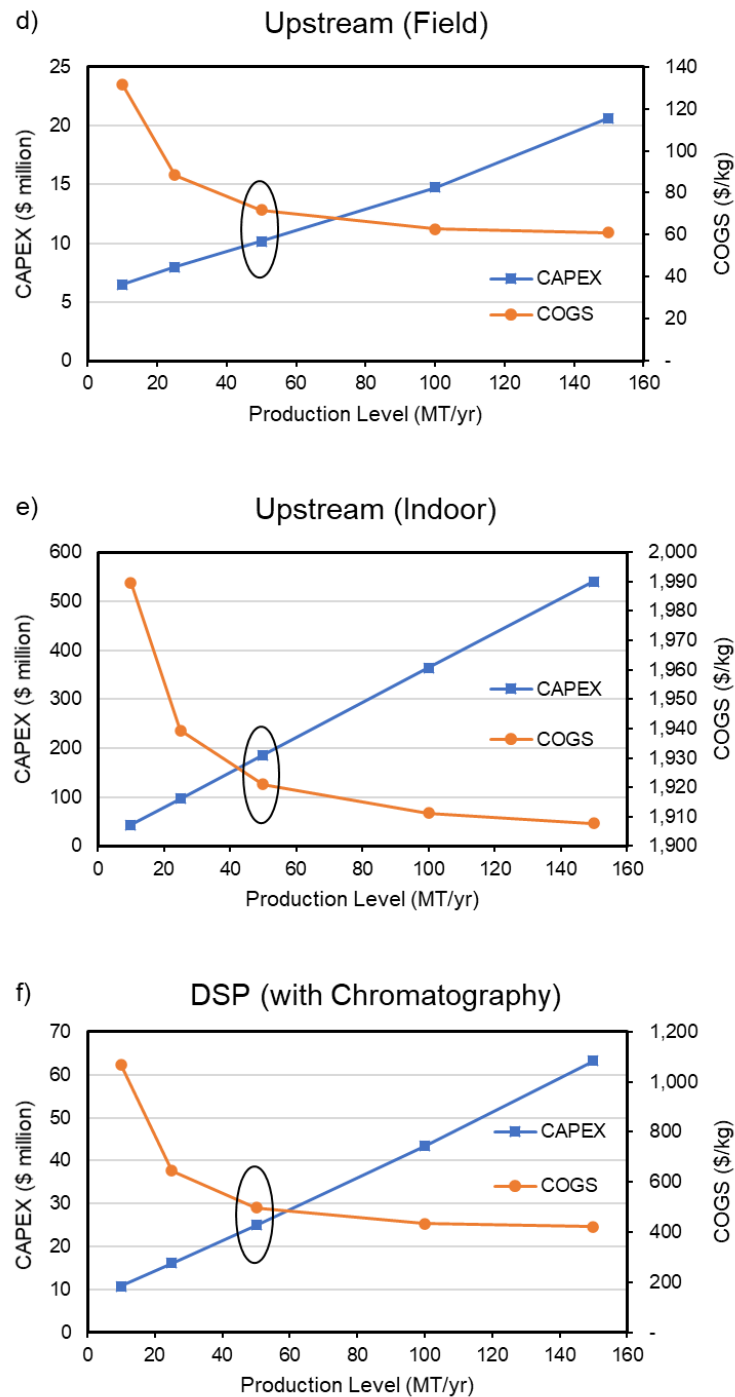 d)
Upstream (Field)
CAPEX ($ million)
25
20
15
10
5
0
COGS ($/kg)
140
120
100
80
60
40
20
-
CAPEX
COGS
0 20 40 60 80 100 120 140 160
Production Level (MT/yr)
e)
Upstream (Indoor)
CAPEX ($ million)
600
500
400
300
200
100
0
COGS ($/kg)
2,000
1,990
1,980
1,970
1,960
1,950
1,940
1,930
1,920
1,910
1,900
CAPEX
COGS
0 20 40 60 80 100 120 140 160
Production Level (MT/yr)
f)
DSP (with Chromatography)
CAPEX ($ million)
70
60
50
40
30
20
10
0
COGS ($/kg)
1,200
1,000
800
600
400
200
-
CAPEX
COGS
0 20 40 60 80 100 120 140 160
Production Level (MT/yr)